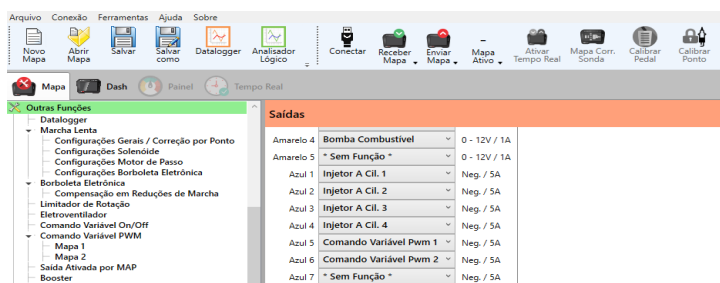 Arquivo Conexão Ferramentas Ajuda Sobre
Novo Mapa
Abrir Mapa
Salvar
Salvar como
Datalogger
Analisador Lógico
Conectar
Receber Mapa
Enviar Mapa
Mapa Ativo
Ativar Tempo Real
Mapa Corr. Sonda
Calibrar Pedal
Calibrar Ponto
Mapa Dash Painel Tempo Real
Outras Funções
Datalogger
Marcha Lenta
Configurações Gerais / Correção por Ponto
Configurações Solenóide
Configurações Motor de Passo
Configurações Borboleta Eletrônica
Borboleta Eletrônica
Compensação em Reduções de Marcha
Limitador de Rotação
Eletroventilador
Comando Variável On/Off
Comando Variável PWM
Mapa 1
Mapa 2
Saída Ativada por MAP
Booster
Saídas
Amarelo 4 Bomba Combustível 0 - 12V / 1A
Amarelo 5 * Sem Função * 0 - 12V / 1A
Azul 1 Injetor A Cil. 1 Neg. / 5A
Azul 2 Injetor A Cil. 2 Neg. / 5A
Azul 3 Injetor A Cil. 3 Neg. / 5A
Azul 4 Injetor A Cil. 4 Neg. / 5A
Azul 5 Comando Variável Pwm 1 Neg. / 5A
Azul 6 Comando Variável Pwm 2 Neg. / 5A
Azul 7 * Sem Função * Neg. / 5A